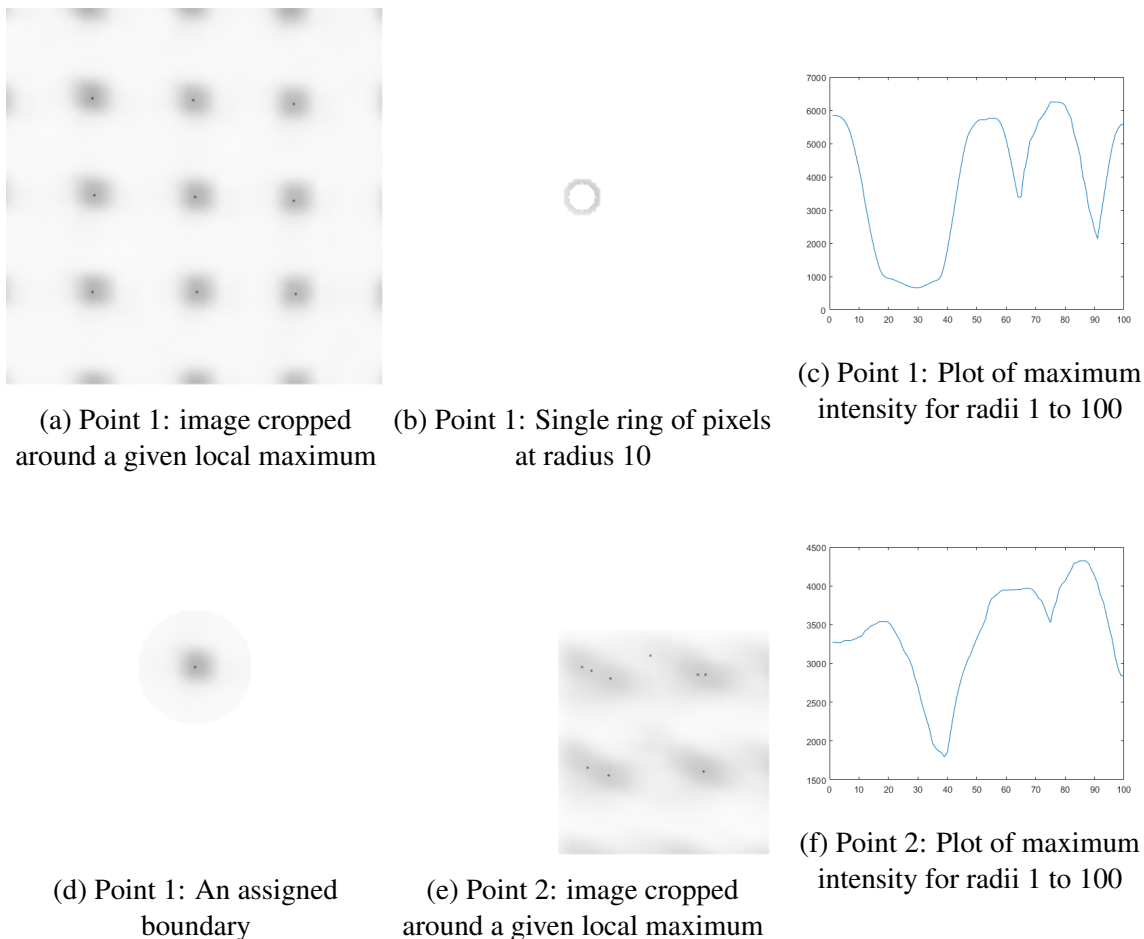 7000
6000
5000
4000
3000
2000
1000
0
0 10 20 30 40 50 60 70 80 90 100
(a) Point 1: image cropped
around a given local maximum
(b) Point 1: Single ring of pixels
at radius 10
(c) Point 1: Plot of maximum
intensity for radii 1 to 100
4500
4000
3500
3000
2500
2000
1500
0 10 20 30 40 50 60 70 80 90 100
(d) Point 1: An assigned
boundary
(e) Point 2: image cropped
around a given local maximum
(f) Point 2: Plot of maximum
intensity for radii 1 to 100